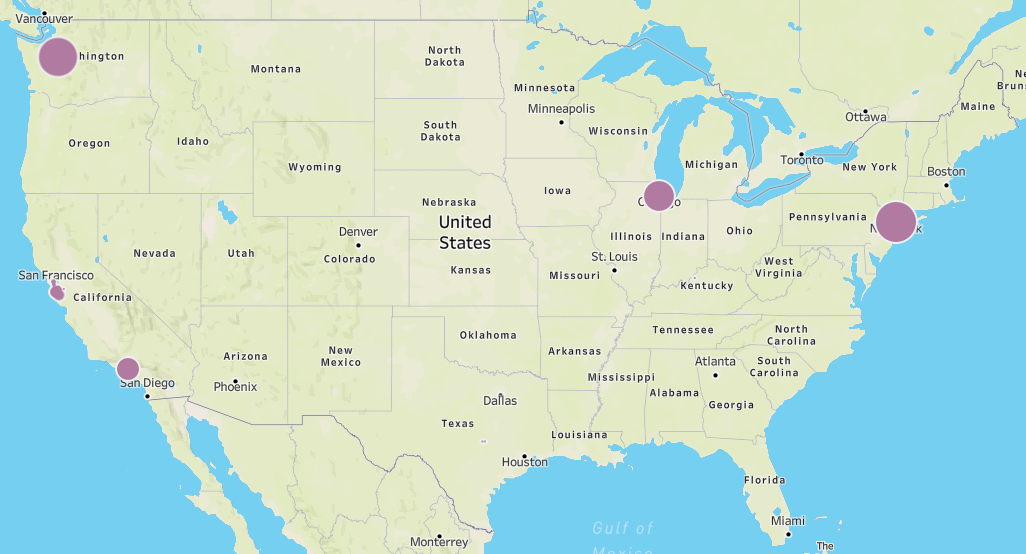 Vancouver
hington
Montana
North
Dakota
Minnesota
Minneapolis
Ottawa
Maine
Ne
Bruns
Oregon
Idaho
South
Dakota
Wisconsin
Michigan
Toronto
New York
Boston
Wyoming
Iowa
Nebraska
United
States
Pennsylvania
Denver
Colorado
Nevada
Utah
Illinois
Indiana
Ohio
St. Louis
San Francisco
California
Kansas
Missouri
West
Virginia
Kentucky
Oklahoma
Tennessee
North
Carolina
Arizona
New
Mexico
Arkansas
Atlanta
South
Carolina
San Diego
Phoenix
Mississippi
Alabama
Georgia
Dallas
Texas
Louisiana
Houston
Florida
Miami
Gulf of
Mexico
Monterrey
The